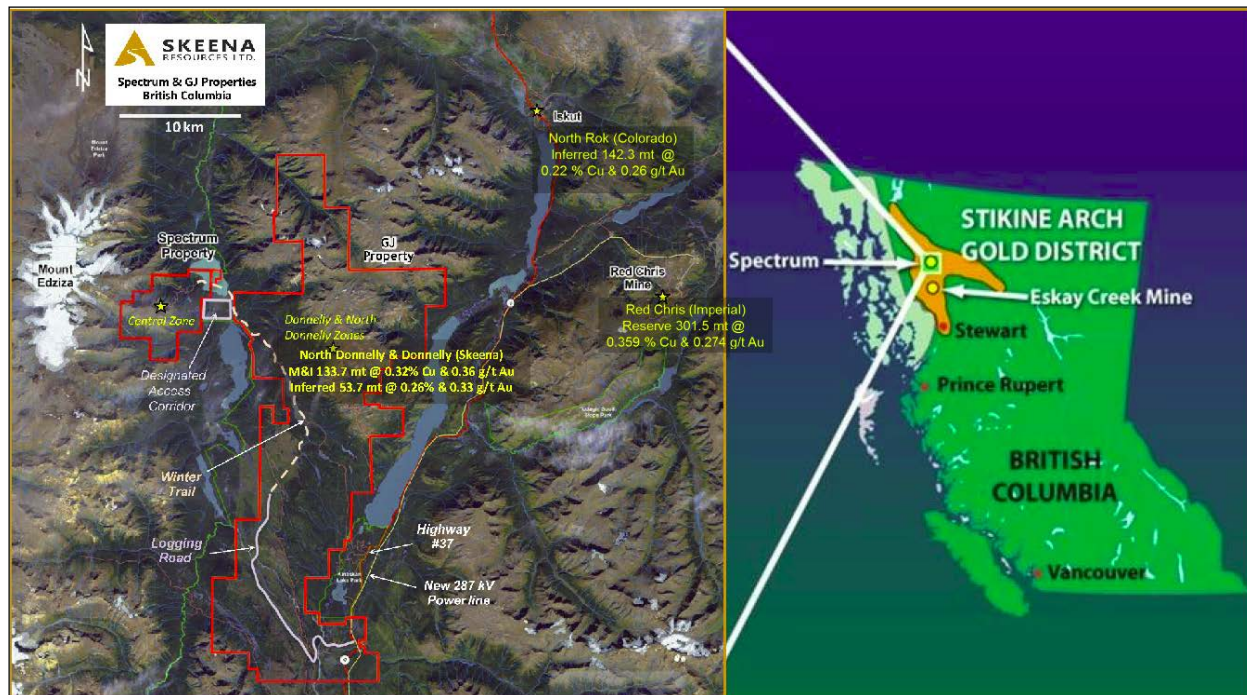 SKEENA
RESOURCES LTD.
Spectrum & GJ Properties
British Columbia
10 km
N
Iskut
North Rok (Colorado)
Inferred 142.3 mt @
0.22 % Cu & 0.26 g/t Au
Mount
Edziza
Spectrum
Property
GJ
Property
Central Zone
Red Chris
Mine
Red Chris (Imperial)
Reserve 301.5 mt @
0.359 % Cu & 0.274 g/t Au
Donnelly & North
Donnelly Zones
North Donnelly & Donnelly (Skeena)
M&I 133.7 mt @ 0.32% Cu & 0.36 g/t Au
Inferred 53.7 mt @ 0.26% & 0.33 g/t Au
Designated
Access
Corridor
Winter
Trail
Logging
Road
Highway
#37
Lake Park
New 287 kV
Power line
STIKINE ARCH
GOLD DISTRICT
Spectrum
Eskay Creek Mine
Stewart
Prince Rupert
BRITISH
COLUMBIA
Vancouver